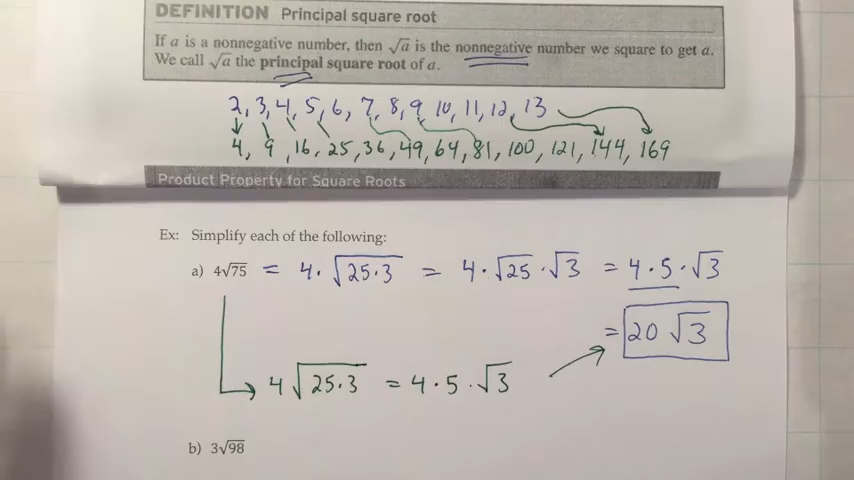 DEFINITION Principal square root
If a is a nonnegative number, then √a is the nonnegative number we square to get a.
We call √a the principal square root of a.
2, 3, 4, 5, 6, 7, 8, 9, 10, 11, 12, 13
4, 9, 16, 25, 36, 49, 64, 81, 100, 121, 144, 169
Product Property for Square Roots
Ex: Simplify each of the following:
a) 4√75 = 4·√25·3 = 4·√25·√3 = 4·5·√3
= 20√3
4√25·3 = 4·5·√3
b) 3√98